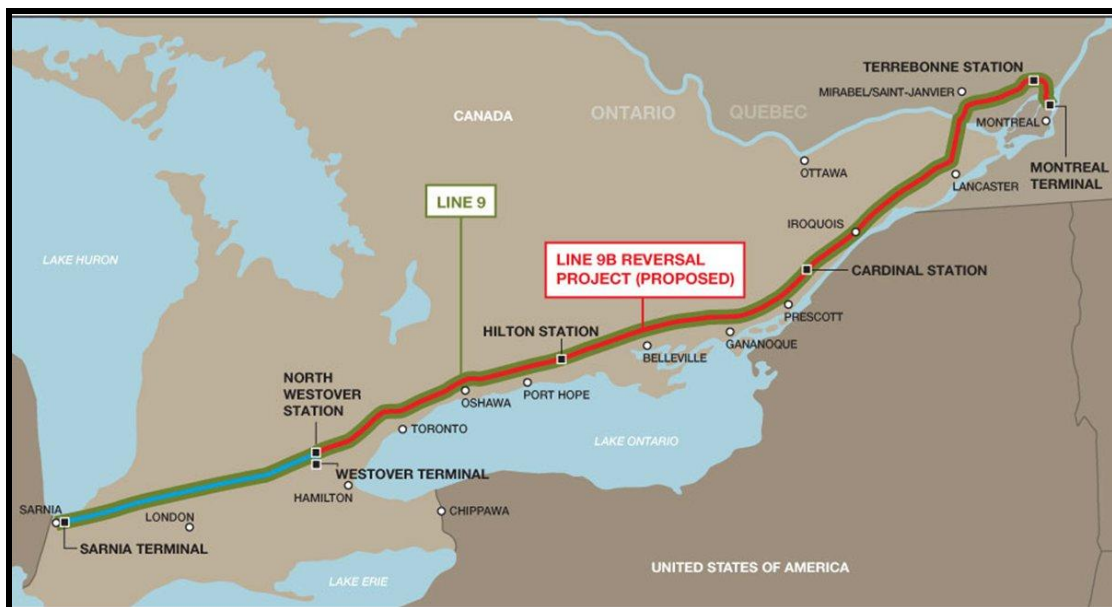 TERREBONNE STATION
MIRABEL/SAINT-JANVIER
CANADA
ONTARIO
QUEBEC
MONTREAL
OTTAWA
MONTREAL
TERMINAL
LANCASTER
LINE 9
IROQUOIS
LAKE HURON
LINE 9B REVERSAL
PROJECT (PROPOSED)
CARDINAL STATION
PRESCOTT
HILTON STATION
GANANOQUE
BELLEVILLE
NORTH
WESTOVER
STATION
OSHAWA
PORT HOPE
TORONTO
LAKE ONTARIO
WESTOVER TERMINAL
HAMILTON
SARNIA
LONDON
CHIPPAWA
SARNIA TERMINAL
UNITED STATES OF AMERICA
LAKE ERIE